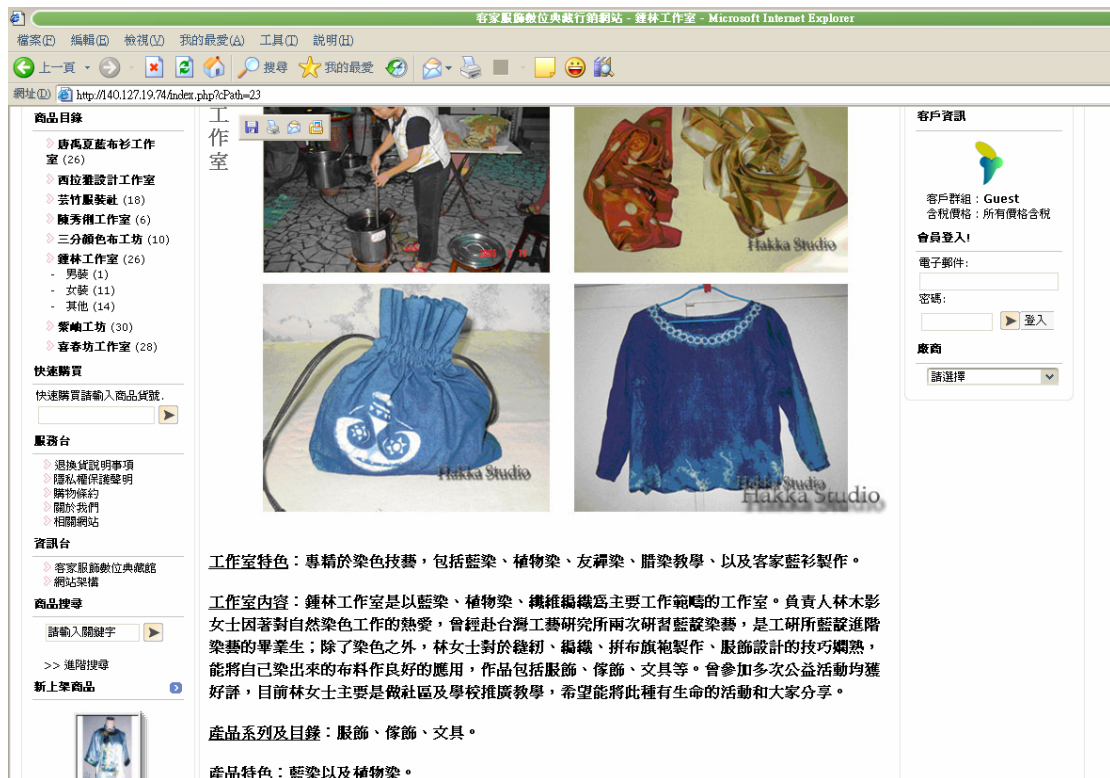 客家服飾數位典藏行銷網站 - 鍾林工作室 - Microsoft Internet Explorer
檔案(F) 編輯(E) 檢視(V) 我的最愛(A) 工具(T) 說明(H)
上一頁 搜尋 我的最愛
網址(D) http://140.127.19.74/index.php?cPath=23
商品目錄
唐禹夏藍布衫工作
室 (26)
西拉雅設計工作室
芸竹服裝社 (18)
陳秀俐工作室 (6)
三分顏色布工坊 (10)
鍾林工作室 (26)
- 男裝 (1)
- 女裝 (11)
- 其他 (14)
紫岫工坊 (30)
喜春坊工作室 (28)
快速購買
快速購買請輸入商品貨號.
服務台
退換貨說明事項
隱私權保護聲明
購物條約
關於我們
相關網站
資訊台
客家服飾數位典藏館
網站架構
商品搜尋
請輸入關鍵字
>> 進階搜尋
新上架商品
工作室
Hakka Studio
Hakka Studio
Hakka Studio
Hakka Studio
工作室特色：專精於染色技藝，包括藍染、植物染、友禪染、腊染教學、以及客家藍衫製作。
工作室內容：鍾林工作室是以藍染、植物染、纖維編織為主要工作範疇的工作室。負責人林木影
女士因著對自然染色工作的熱愛，曾經赴台灣工藝研究所兩次研習藍靛染藝，是工研所藍靛進階
染藝的畢業生；除了染色之外，林女士對於縫紉、編織、拼布旗袍製作、服飾設計的技巧嫻熟，
能將自己染出來的布料作良好的應用，作品包括服飾、傢飾、文具等。曾參加多次公益活動均獲
好評，目前林女士主要是做社區及學校推廣教學，希望能將此種有生命的活動和大家分享。
產品系列及目錄：服飾、傢飾、文具。
產品特色：藍染以及植物染。
客戶資訊
客戶群組：Guest
含稅價格：所有價格含稅
會員登入!
電子郵件:
密碼:
登入
廠商
請選擇